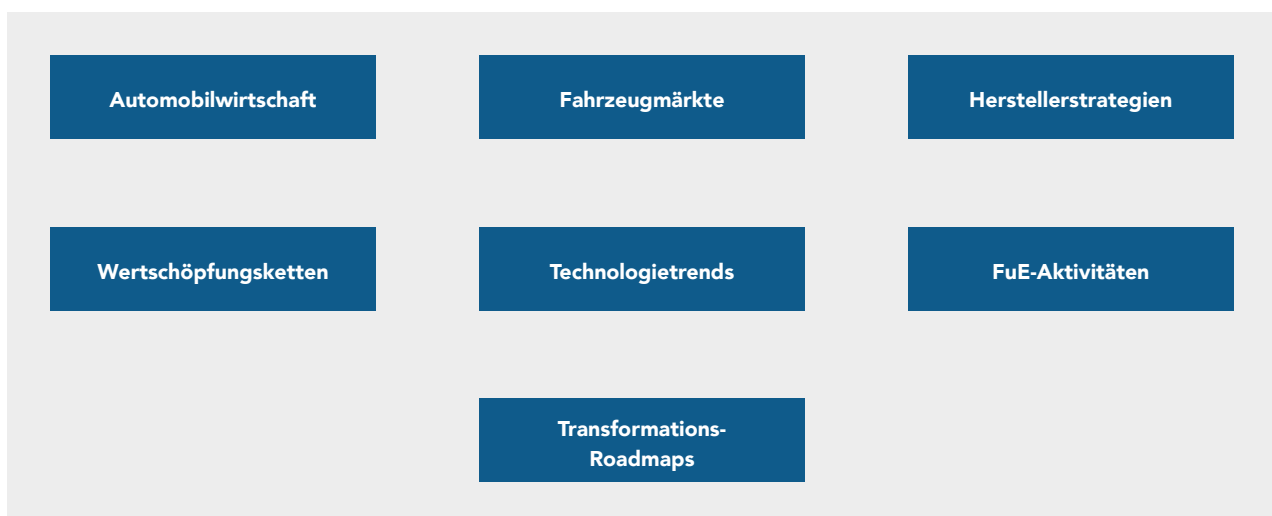 Automobilwirtschaft
Fahrzeugmärkte
Herstellerstrategien
Wertschöpfungsketten
Technologietrends
FuE-Aktivitäten
Transformations-
Roadmaps